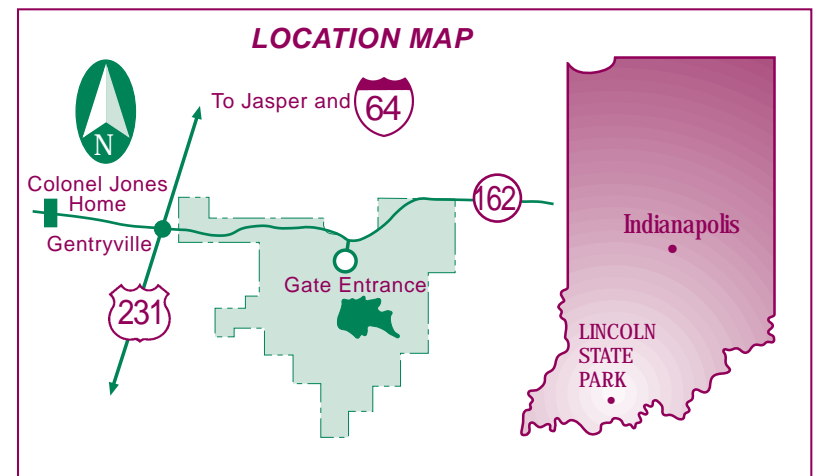 LOCATION MAP
N
To Jasper and 64
Colonel Jones
Home
Gentryville
162
Gate Entrance
231
Indianapolis
LINCOLN
STATE
PARK